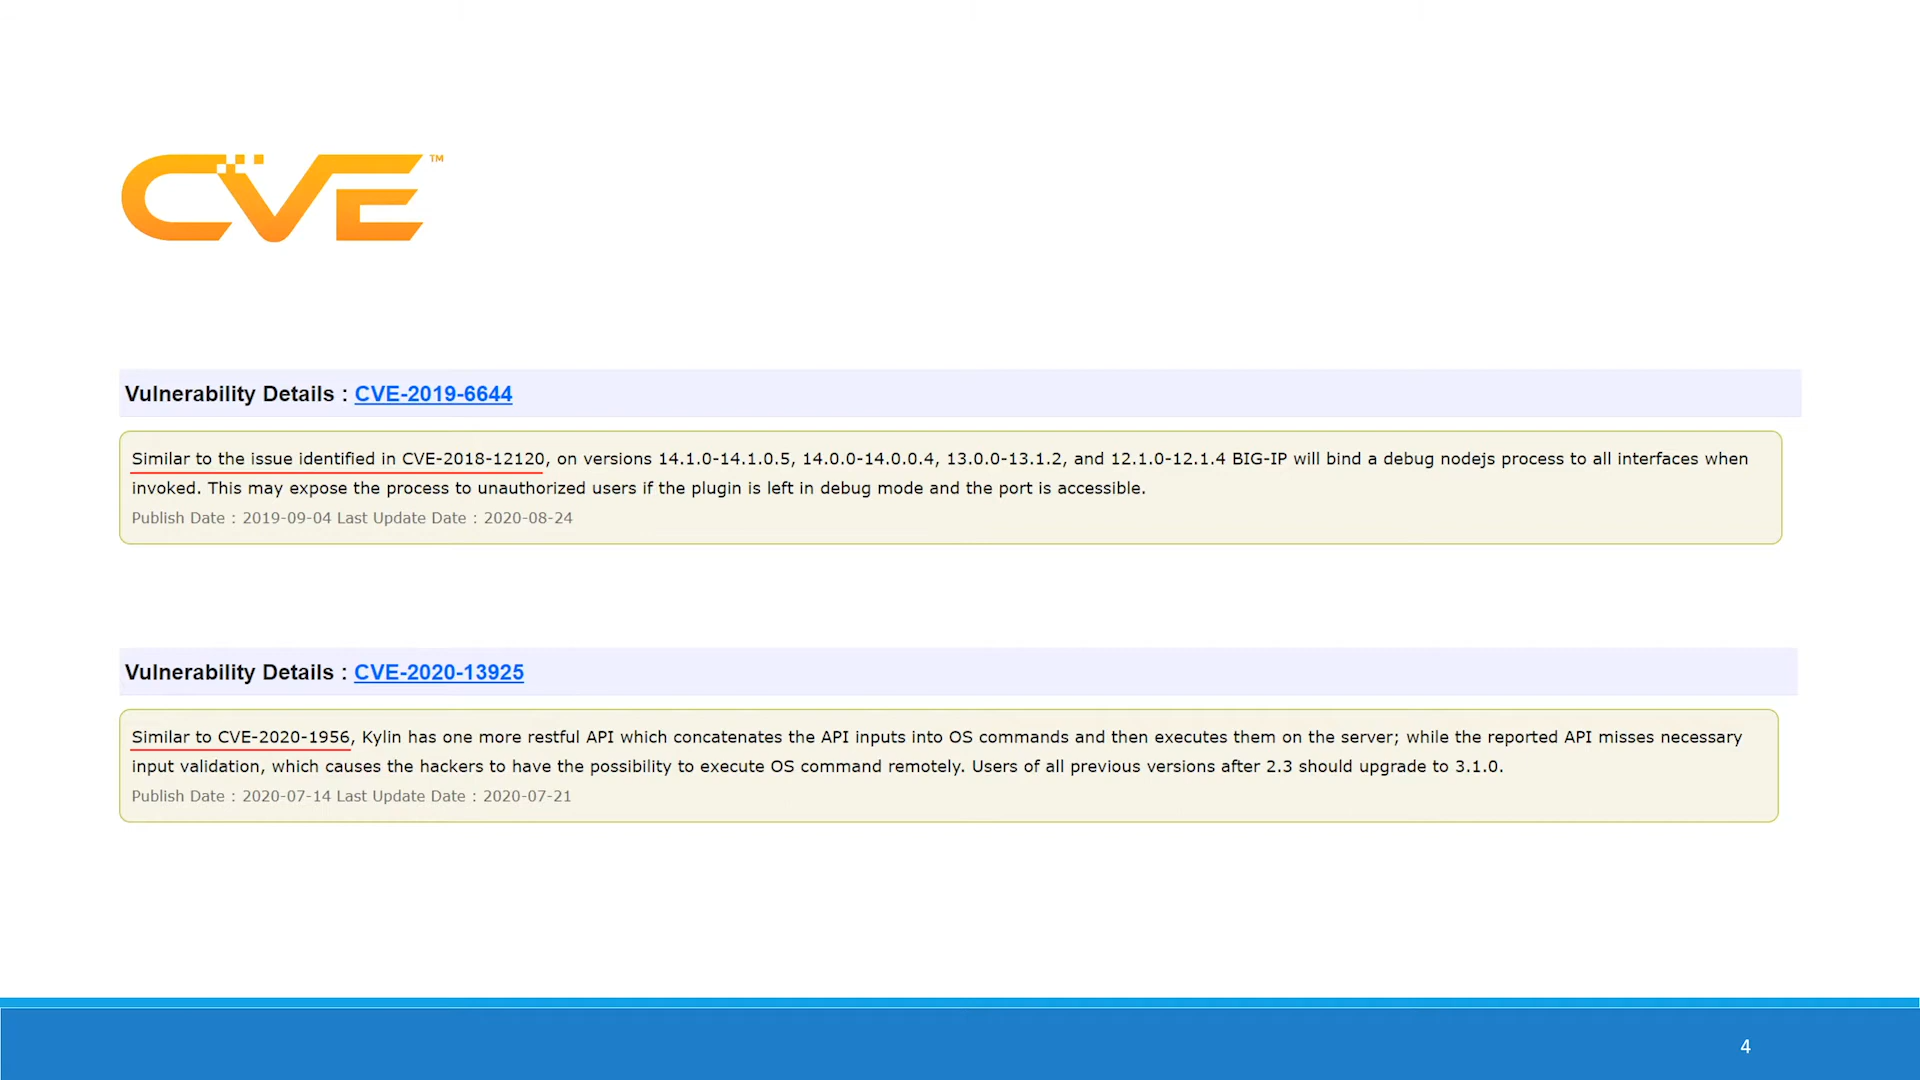 CVE™
Vulnerability Details : CVE-2019-6644
Similar to the issue identified in CVE-2018-12120, on versions 14.1.0-14.1.0.5, 14.0.0-14.0.0.4, 13.0.0-13.1.2, and 12.1.0-12.1.4 BIG-IP will bind a debug nodejs process to all interfaces when
invoked. This may expose the process to unauthorized users if the plugin is left in debug mode and the port is accessible.
Publish Date : 2019-09-04 Last Update Date : 2020-08-24
Vulnerability Details : CVE-2020-13925
Similar to CVE-2020-1956, Kylin has one more restful API which concatenates the API inputs into OS commands and then executes them on the server; while the reported API misses necessary
input validation, which causes the hackers to have the possibility to execute OS command remotely. Users of all previous versions after 2.3 should upgrade to 3.1.0.
Publish Date : 2020-07-14 Last Update Date : 2020-07-21
4